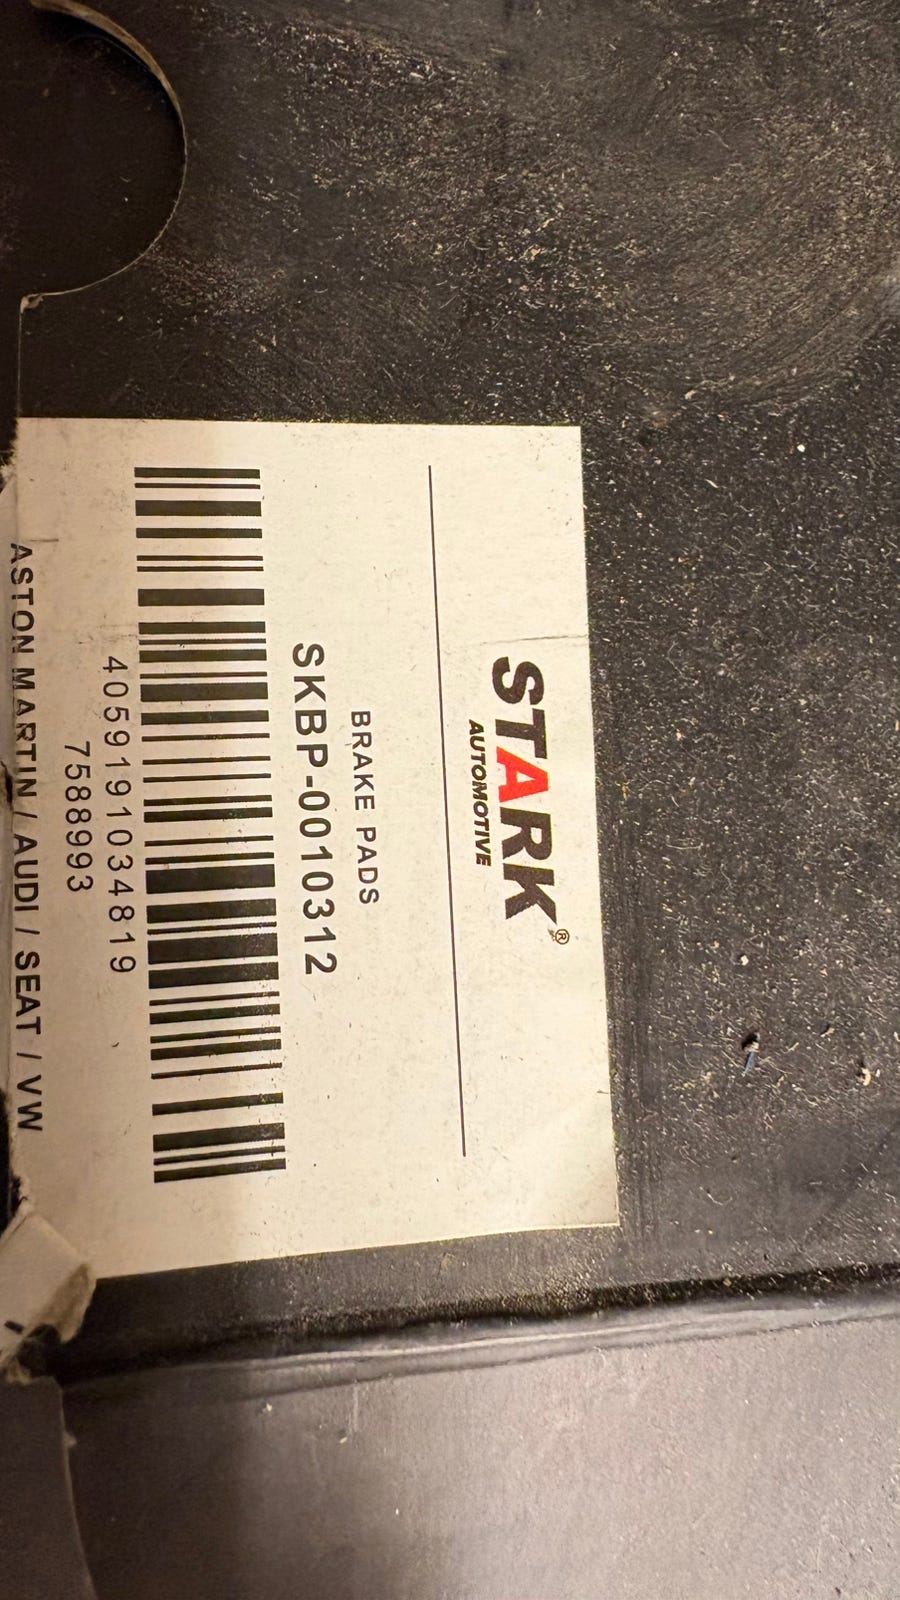 STARK®
AUTOMOTIVE
BRAKE PADS
SKBP-0010312
4059191034819
7588993
ASTON MARTIN / AUDI / SEAT / VW